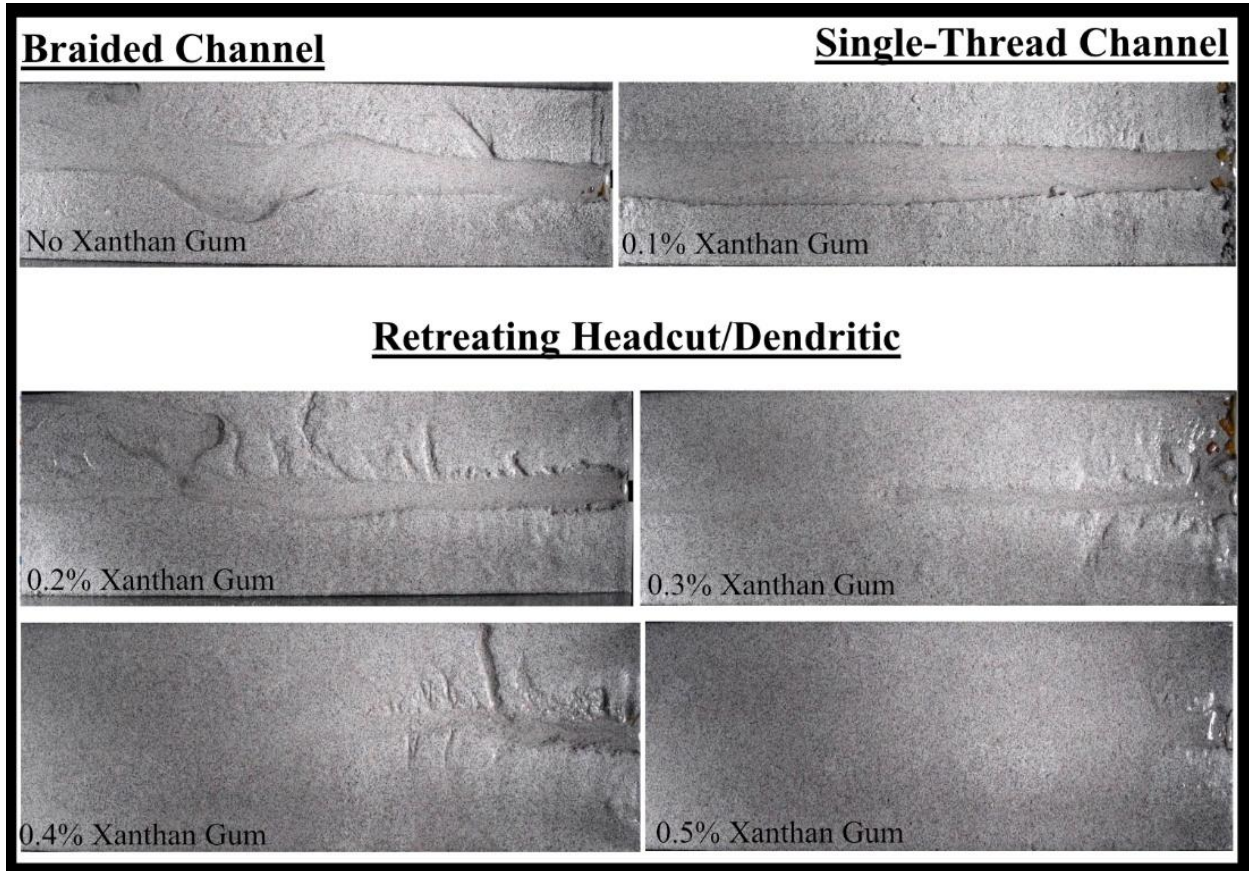 Braided Channel
Single-Thread Channel
No Xanthan Gum
0.1% Xanthan Gum
Retreating Headcut/Dendritic
0.2% Xanthan Gum
0.3% Xanthan Gum
0.4% Xanthan Gum
0.5% Xanthan Gum